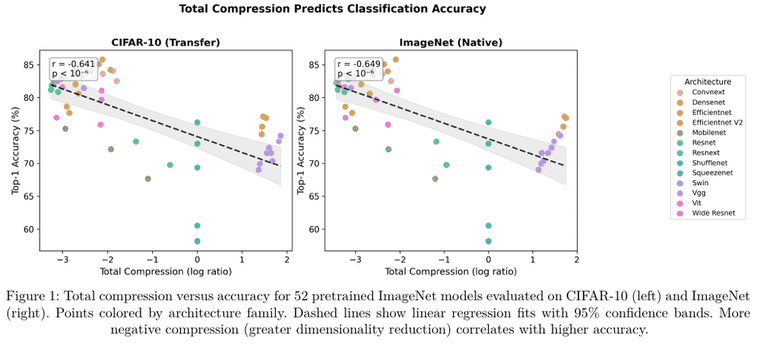 Total Compression Predicts Classification Accuracy
CIFAR-10 (Transfer)
r = -0.641
p < 10⁻⁶
85
80
75
70
65
60
Top-1 Accuracy (%)
−3
−2
−1
0
1
2
Total Compression (log ratio)
ImageNet (Native)
r = -0.649
p < 10⁻⁶
85
80
75
70
65
60
Top-1 Accuracy (%)
−3
−2
−1
0
1
2
Total Compression (log ratio)
Architecture
Convnext
Densenet
Efficientnet
Efficientnet V2
Mobilenet
Resnet
Resnext
Shufflenet
Squeezenet
Swin
Vgg
Vit
Wide Resnet
Figure 1: Total compression versus accuracy for 52 pretrained ImageNet models evaluated on CIFAR-10 (left) and ImageNet
(right). Points colored by architecture family. Dashed lines show linear regression fits with 95% confidence bands. More
negative compression (greater dimensionality reduction) correlates with higher accuracy.